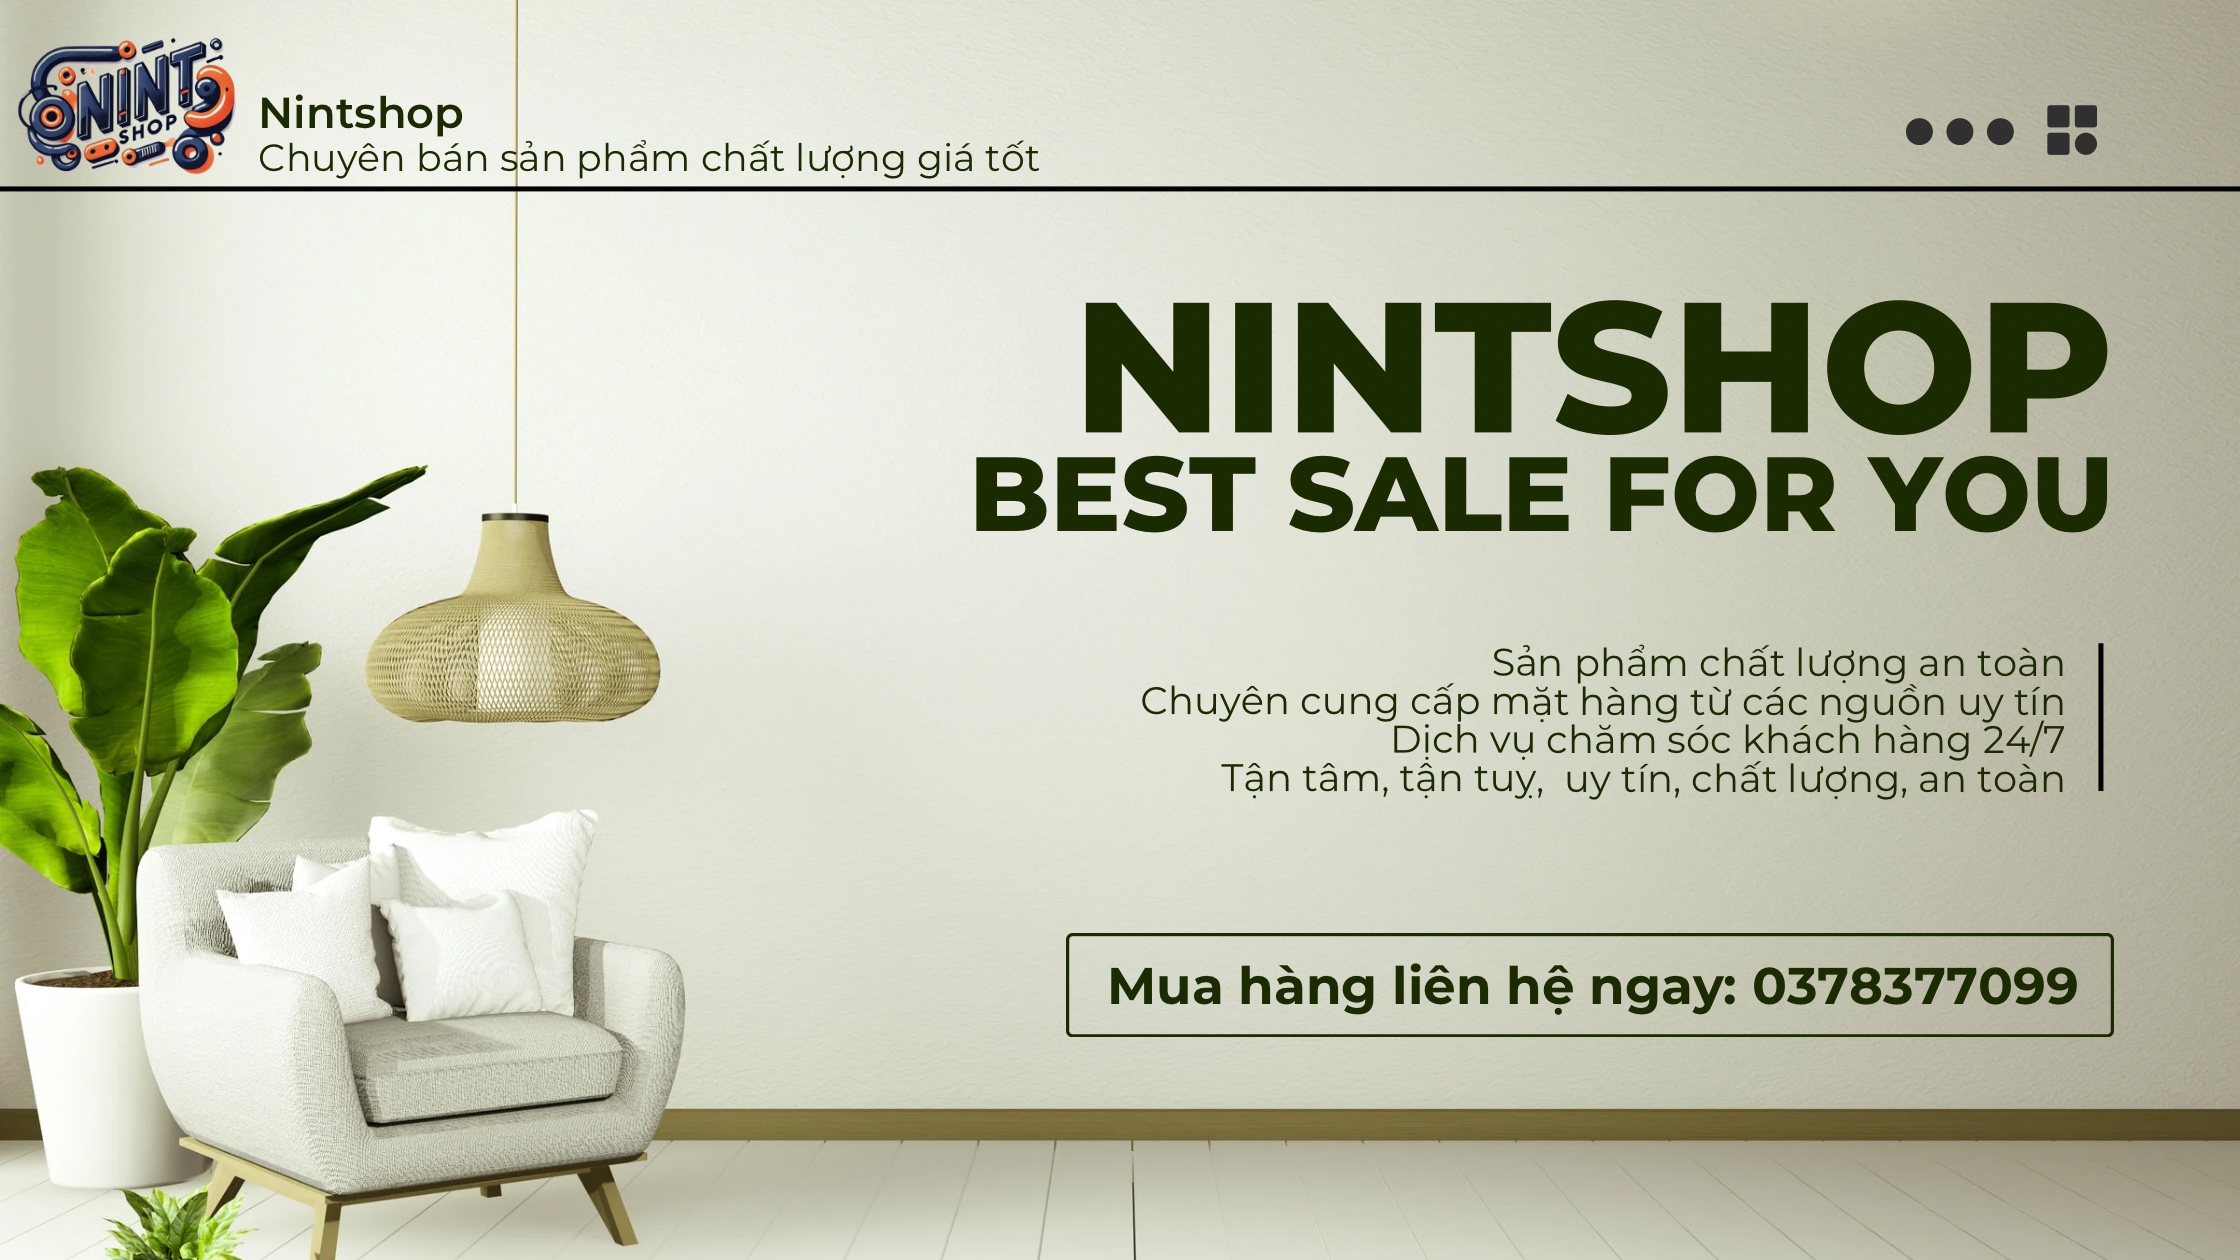 NINT
SHOP
Nintshop
Chuyên bán sản phẩm chất lượng giá tốt
NINTSHOP
BEST SALE FOR YOU
Sản phẩm chất lượng an toàn
Chuyên cung cấp mặt hàng từ các nguồn uy tín
Dịch vụ chăm sóc khách hàng 24/7
Tận tâm, tận tuỵ,  uy tín, chất lượng, an toàn
Mua hàng liên hệ ngay: 0378377099